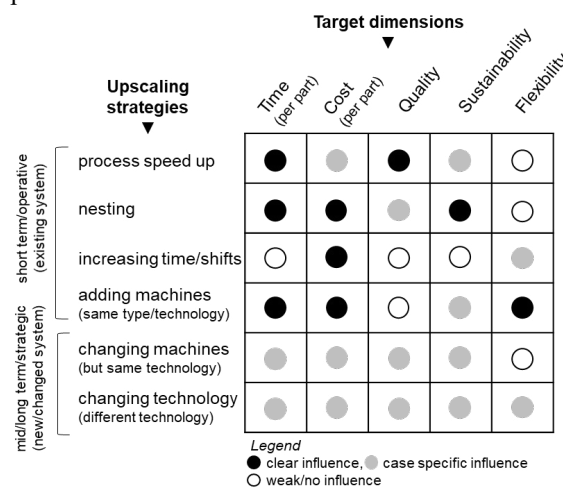 Target dimensions
Upscaling
strategies
Time
(per part)
Cost
(per part)
Quality
Sustainability
Flexibility
short term/operative
(existing system)
process speed up
nesting
increasing time/shifts
adding machines
(same type/technology)
mid/long term/strategic
(new/changed system)
changing machines
(but same technology)
changing technology
(different technology)
Legend
clear influence, case specific influence
weak/no influence